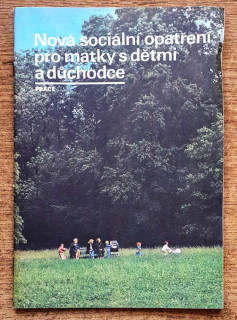 Nová sociální opatření
pro matky s dětmi
a důchodce
PRÁCE